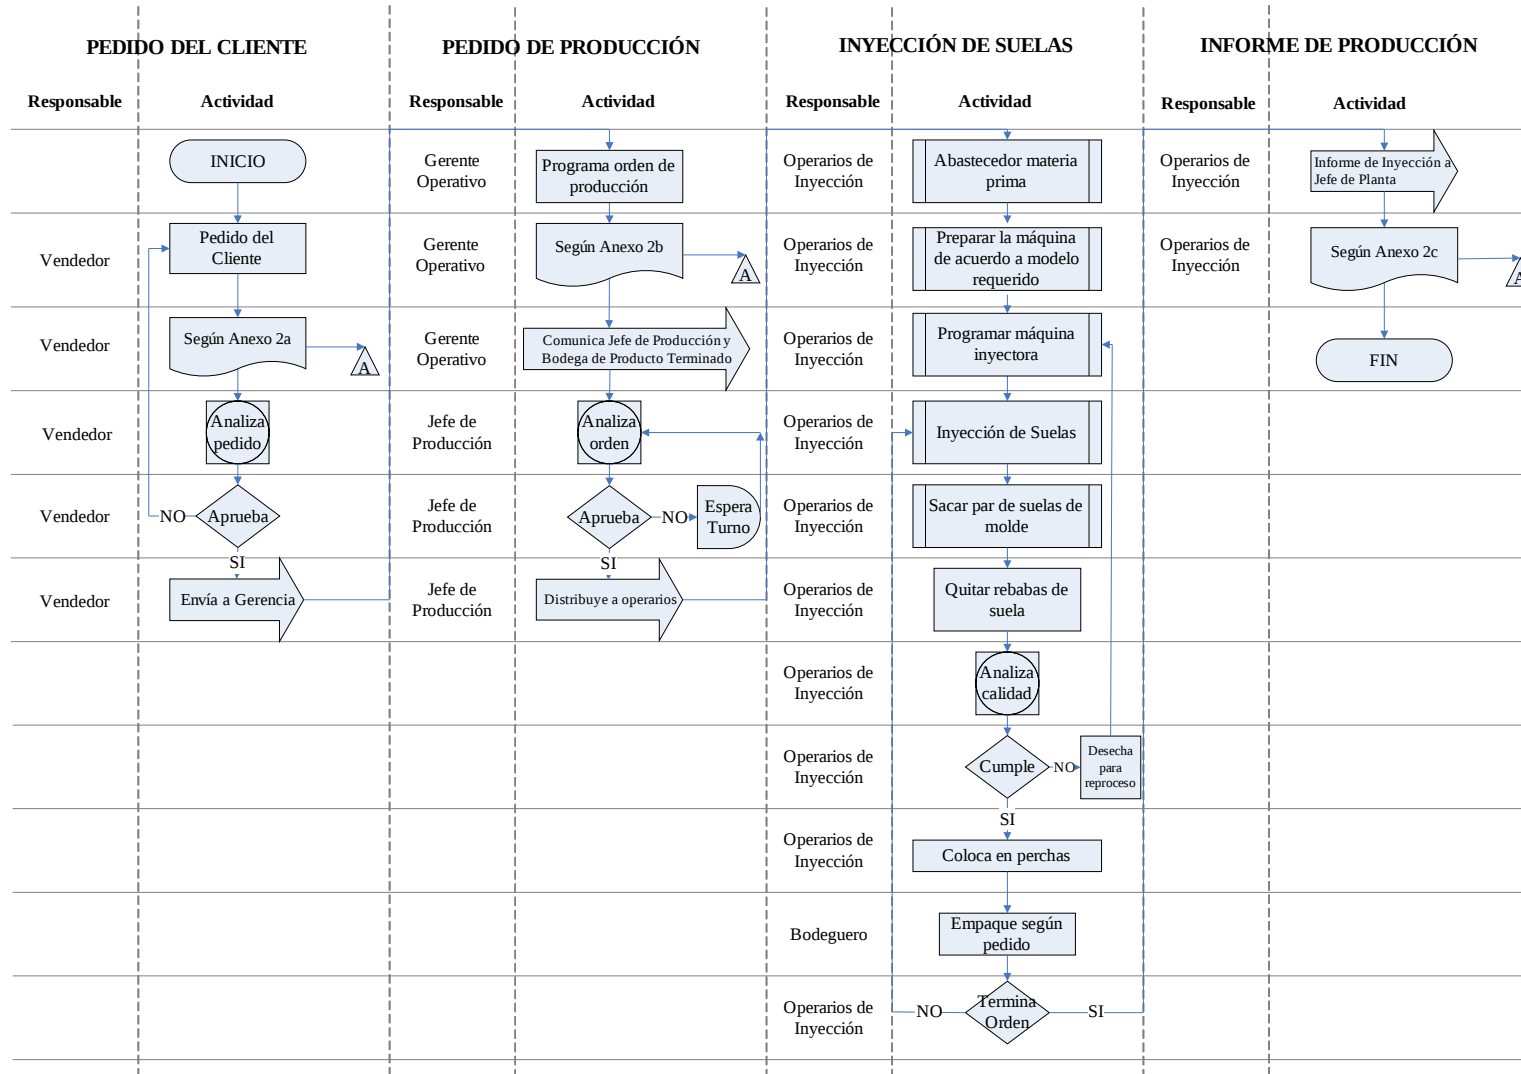 PEDIDO DEL CLIENTE
Responsable
Actividad
INICIO
Vendedor
Pedido del
Cliente
Vendedor
Según Anexo 2a
A
Vendedor
Analiza
pedido
Vendedor
NO
Aprueba
SI
Vendedor
Envía a Gerencia
PEDIDO DE PRODUCCIÓN
Responsable
Actividad
Gerente
Operativo
Programa orden de
producción
Gerente
Operativo
Según Anexo 2b
A
Gerente
Operativo
Comunica Jefe de Producción y
Bodega de Producto Terminado
Jefe de
Producción
Analiza
orden
Jefe de
Producción
Aprueba
NO
Espera
Turno
SI
Jefe de
Producción
Distribuye a operarios
INYECCIÓN DE SUELAS
Responsable
Actividad
Operarios de
Inyección
Abastecedor materia
prima
Operarios de
Inyección
Preparar la máquina
de acuerdo a modelo
requerido
Operarios de
Inyección
Programar máquina
inyectora
Operarios de
Inyección
Inyección de Suelas
Operarios de
Inyección
Sacar par de suelas de
molde
Operarios de
Inyección
Quitar rebabas de
suela
Operarios de
Inyección
Analiza
calidad
Operarios de
Inyección
Cumple
NO
Desecha
para
reproceso
SI
Operarios de
Inyección
Coloca en perchas
Bodeguero
Empaque según
pedido
Operarios de
Inyección
NO
Termina
Orden
SI
INFORME DE PRODUCCIÓN
Responsable
Actividad
Operarios de
Inyección
Informe de Inyección a
Jefe de Planta
Operarios de
Inyección
Según Anexo 2c
A
FIN